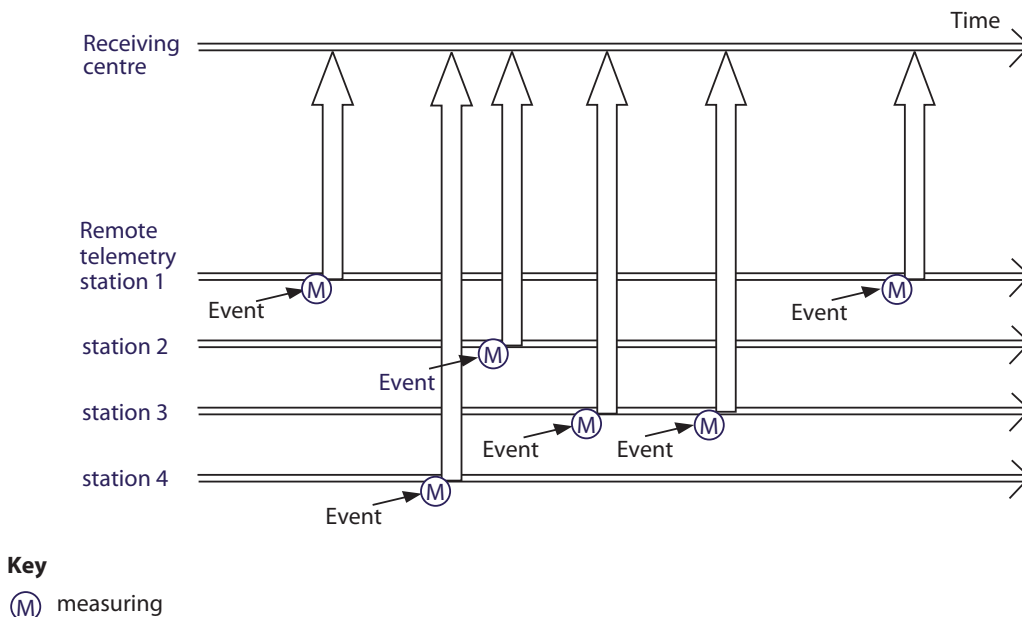 Time
Receiving
centre
Remote
telemetry
station 1
M
Event
M
Event
station 2
M
Event
station 3
M
Event
M
Event
station 4
M
Event
Key
M measuring